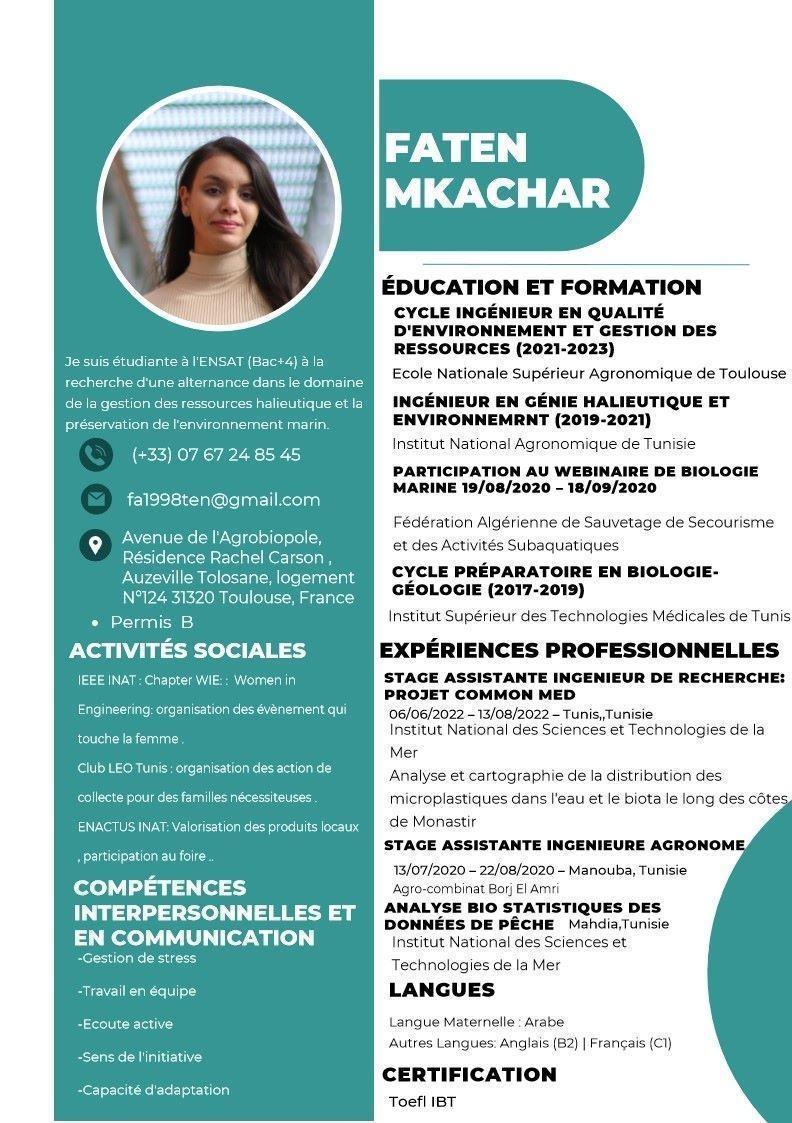 FATEN
MKACHAR
Je suis étudiante à l'ENSAT (Bac+4) à la
recherche d'une alternance dans le domaine
de la gestion des ressources halieutique et la
préservation de l'environnement marin.
(+33) 07 67 24 85 45
fa1998ten@gmail.com
Avenue de l'Agrobiopole,
Résidence Rachel Carson ,
Auzeville Tolosane, logement
N°124 31320 Toulouse, France
• Permis B
ACTIVITÉS SOCIALES
IEEE INAT : Chapter WIE: : Women in
Engineering: organisation des évènement qui
touche la femme .
Club LEO Tunis : organisation des action de
collecte pour des familles nécessiteuses .
ENACTUS INAT: Valorisation des produits locaux
, participation au foire ..
COMPÉTENCES
INTERPERSONNELLES ET
EN COMMUNICATION
-Gestion de stress
-Travail en équipe
-Ecoute active
-Sens de l'initiative
-Capacité d'adaptation
ÉDUCATION ET FORMATION
CYCLE INGÉNIEUR EN QUALITÉ
D'ENVIRONNEMENT ET GESTION DES
RESSOURCES (2021-2023)
Ecole Nationale Supérieur Agronomique de Toulouse
INGÉNIEUR EN GÉNIE HALIEUTIQUE ET
ENVIRONNEMRNT (2019-2021)
Institut National Agronomique de Tunisie
PARTICIPATION AU WEBINAIRE DE BIOLOGIE
MARINE 19/08/2020 – 18/09/2020
Fédération Algérienne de Sauvetage de Secourisme
et des Activités Subaquatiques
CYCLE PRÉPARATOIRE EN BIOLOGIE-
GÉOLOGIE (2017-2019)
Institut Supérieur des Technologies Médicales de Tunis
EXPÉRIENCES PROFESSIONNELLES
STAGE ASSISTANTE INGENIEUR DE RECHERCHE:
PROJET COMMON MED
06/06/2022 – 13/08/2022 – Tunis,,Tunisie
Institut National des Sciences et Technologies de la
Mer
Analyse et cartographie de la distribution des
microplastiques dans l'eau et le biota le long des côtes
de Monastir
STAGE ASSISTANTE INGENIEURE AGRONOME
13/07/2020 – 22/08/2020 – Manouba, Tunisie
Agro-combinat Borj El Amri
ANALYSE BIO STATISTIQUES DES
DONNÉES DE PÊCHE Mahdia,Tunisie
Institut National des Sciences et
Technologies de la Mer
LANGUES
Langue Maternelle : Arabe
Autres Langues: Anglais (B2) | Français (C1)
CERTIFICATION
Toefl IBT